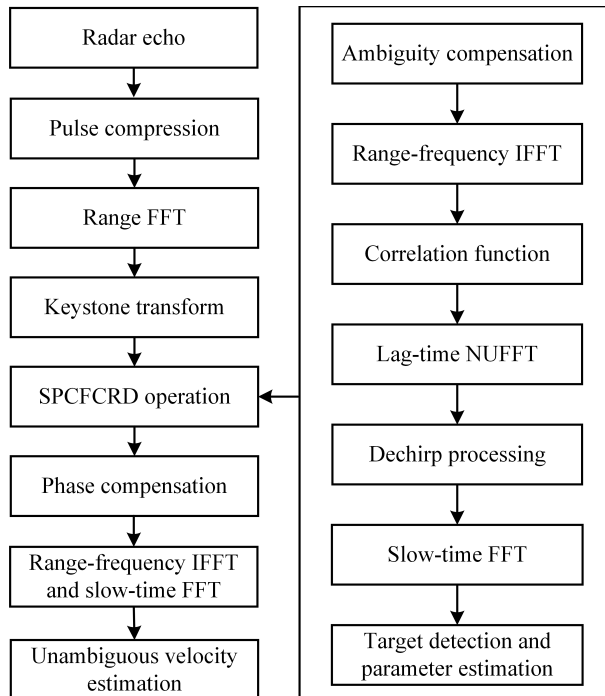 Radar echo
Pulse compression
Range FFT
Keystone transform
SPCFCRD operation
Phase compensation
Range-frequency IFFT
and slow-time FFT
Unambiguous velocity
estimation
Ambiguity compensation
Range-frequency IFFT
Correlation function
Lag-time NUFFT
Dechirp processing
Slow-time FFT
Target detection and
parameter estimation